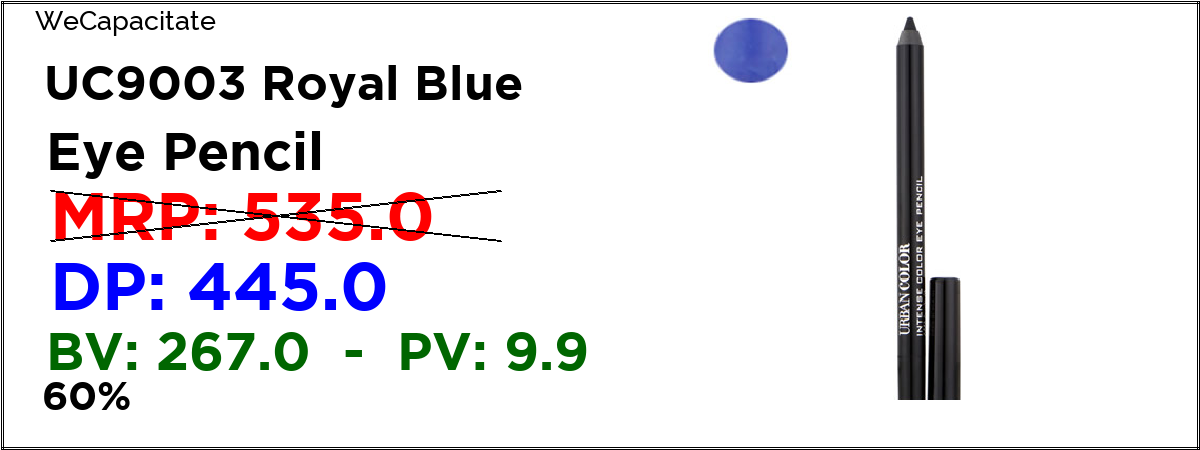 WeCapacitate
UC9003 Royal Blue
Eye Pencil
MRP: 535.0
DP: 445.0
BV: 267.0 - PV: 9.9
60%
URBAN COLOR
INTENSE COLOR EYE PENCIL